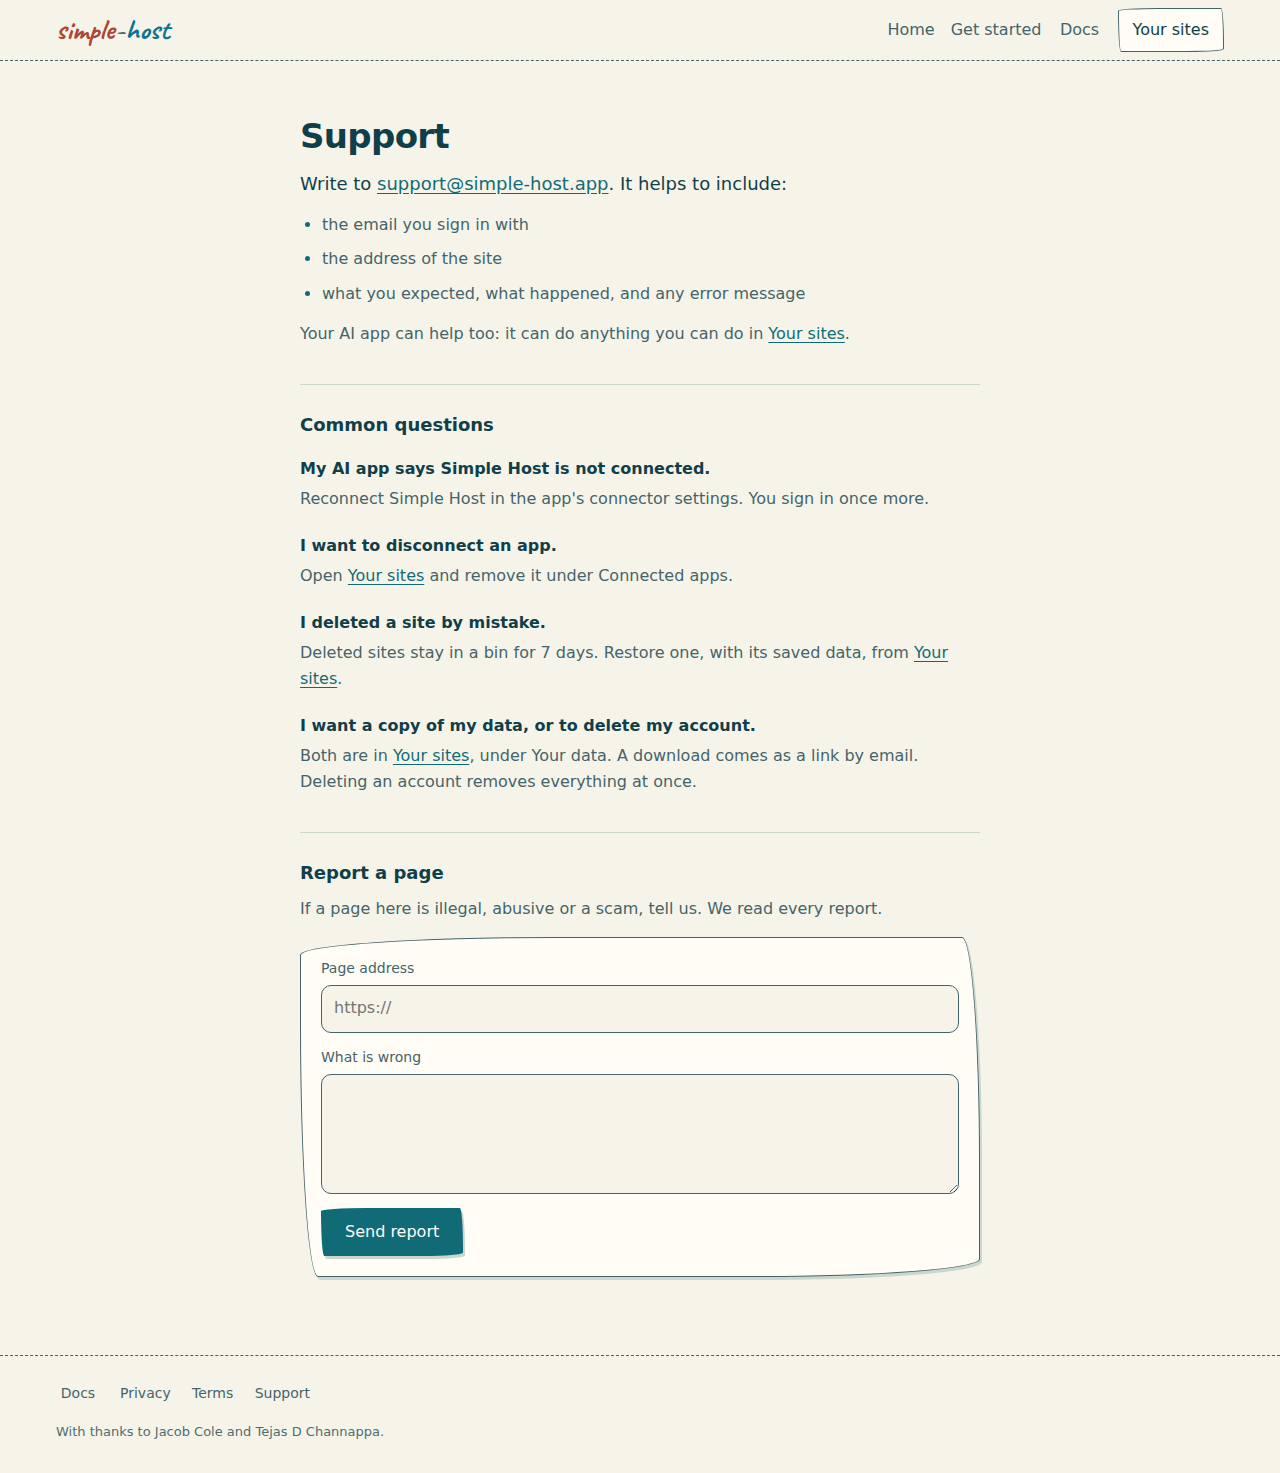 simple-host
Home Get started Docs Your sites
Support
Write to support@simple-host.app. It helps to include:
• the email you sign in with
• the address of the site
• what you expected, what happened, and any error message
Your AI app can help too: it can do anything you can do in Your sites.
Common questions
My AI app says Simple Host is not connected.
Reconnect Simple Host in the app's connector settings. You sign in once more.
I want to disconnect an app.
Open Your sites and remove it under Connected apps.
I deleted a site by mistake.
Deleted sites stay in a bin for 7 days. Restore one, with its saved data, from Your
sites.
I want a copy of my data, or to delete my account.
Both are in Your sites, under Your data. A download comes as a link by email.
Deleting an account removes everything at once.
Report a page
If a page here is illegal, abusive or a scam, tell us. We read every report.
Page address
https://
What is wrong
Send report
Docs Privacy Terms Support
With thanks to Jacob Cole and Tejas D Channappa.